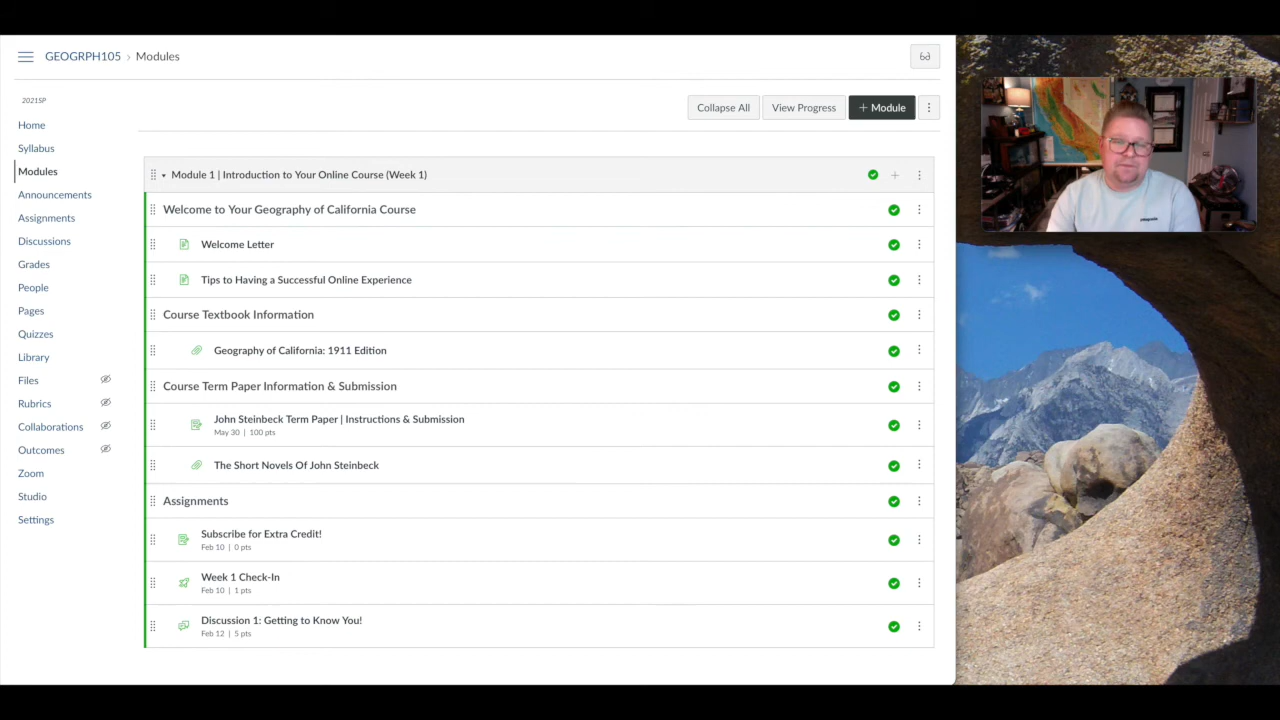 GEOGRPH105 › Modules
2021SP
Home
Syllabus
Modules
Announcements
Assignments
Discussions
Grades
People
Pages
Quizzes
Library
Files
Rubrics
Collaborations
Outcomes
Zoom
Studio
Settings
Collapse All
View Progress
+ Module
Module 1 | Introduction to Your Online Course (Week 1)
Welcome to Your Geography of California Course
Welcome Letter
Tips to Having a Successful Online Experience
Course Textbook Information
Geography of California: 1911 Edition
Course Term Paper Information & Submission
John Steinbeck Term Paper | Instructions & Submission
May 30 | 100 pts
The Short Novels Of John Steinbeck
Assignments
Subscribe for Extra Credit!
Feb 10 | 0 pts
Week 1 Check-In
Feb 10 | 1 pts
Discussion 1: Getting to Know You!
Feb 12 | 5 pts